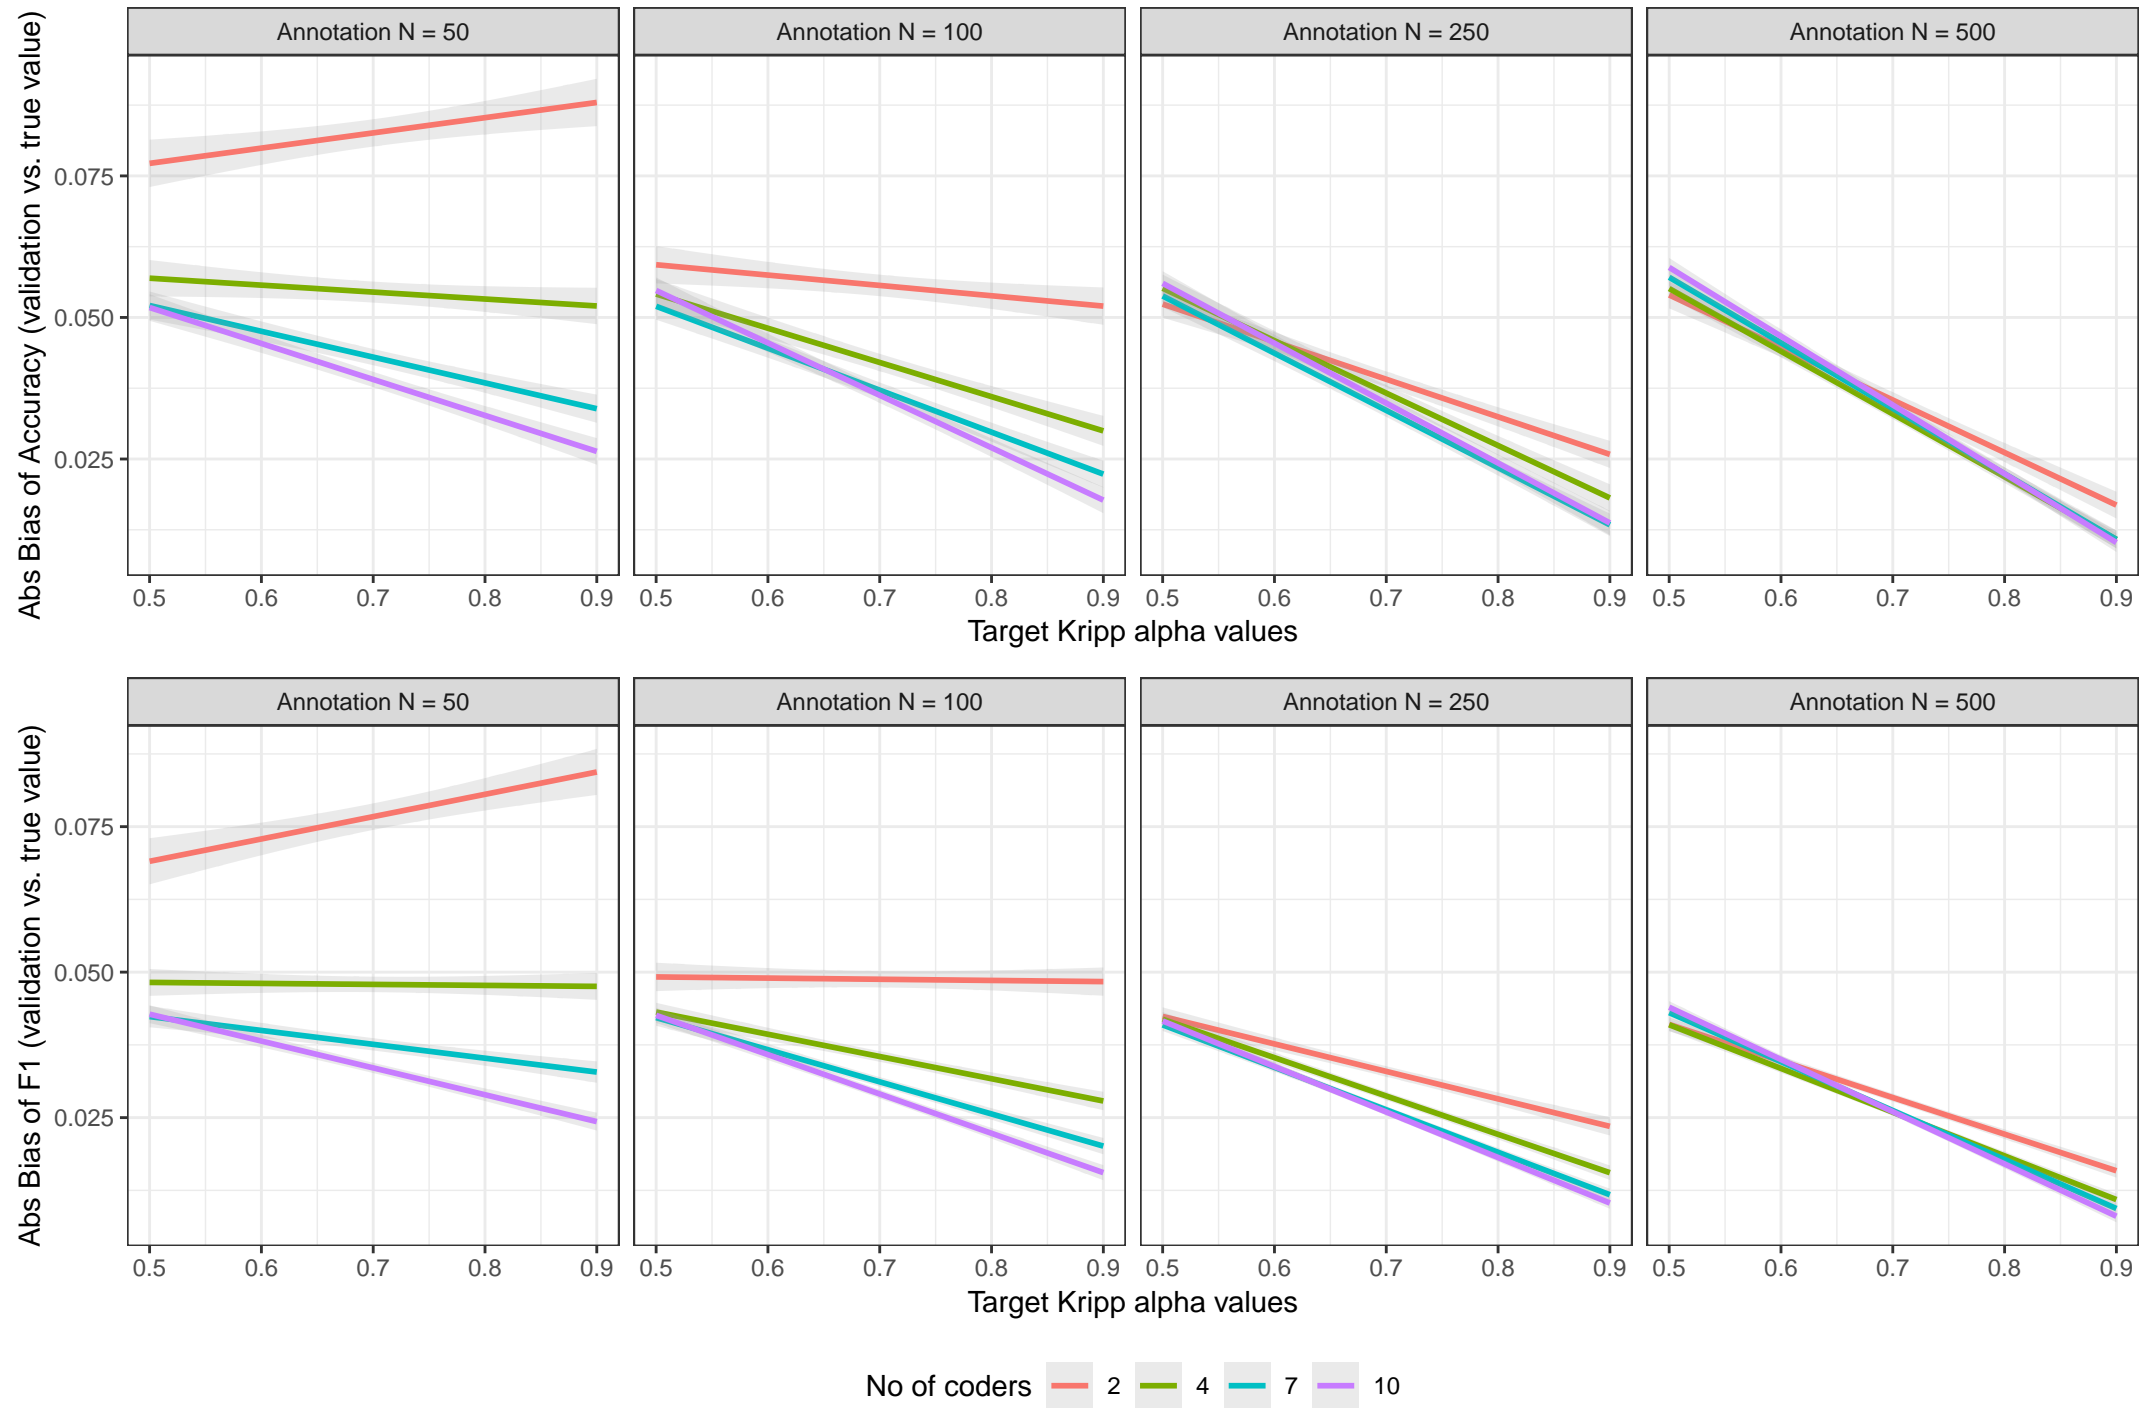 Abs Bias of Accuracy (validation vs. true value)
Annotation N = 50
Annotation N = 100
Annotation N = 250
Annotation N = 500
0.075
0.050
0.025
0.5 0.6 0.7 0.8 0.9
0.5 0.6 0.7 0.8 0.9
0.5 0.6 0.7 0.8 0.9
0.5 0.6 0.7 0.8 0.9
Target Kripp alpha values
Abs Bias of F1 (validation vs. true value)
Annotation N = 50
Annotation N = 100
Annotation N = 250
Annotation N = 500
0.075
0.050
0.025
0.5 0.6 0.7 0.8 0.9
0.5 0.6 0.7 0.8 0.9
0.5 0.6 0.7 0.8 0.9
0.5 0.6 0.7 0.8 0.9
Target Kripp alpha values
No of coders 2 4 7 10